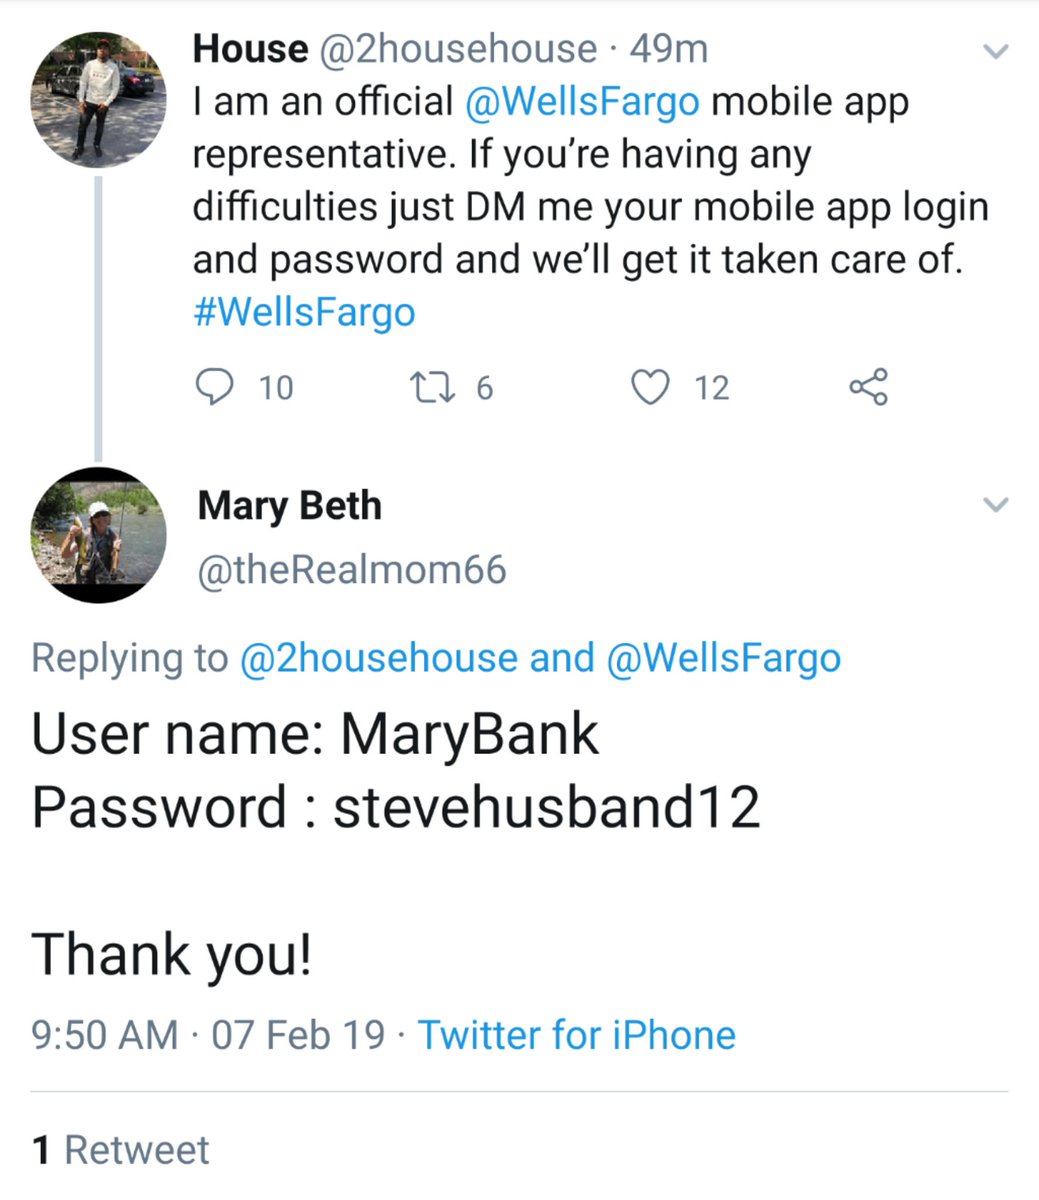 House @2househouse · 49m
I am an official @WellsFargo mobile app
representative. If you’re having any
difficulties just DM me your mobile app login
and password and we’ll get it taken care of.
#WellsFargo
10 6 12
Mary Beth
@theRealmom66
Replying to @2househouse and @WellsFargo
User name: MaryBank
Password : stevehusband12
Thank you!
9:50 AM · 07 Feb 19 · Twitter for iPhone
1 Retweet